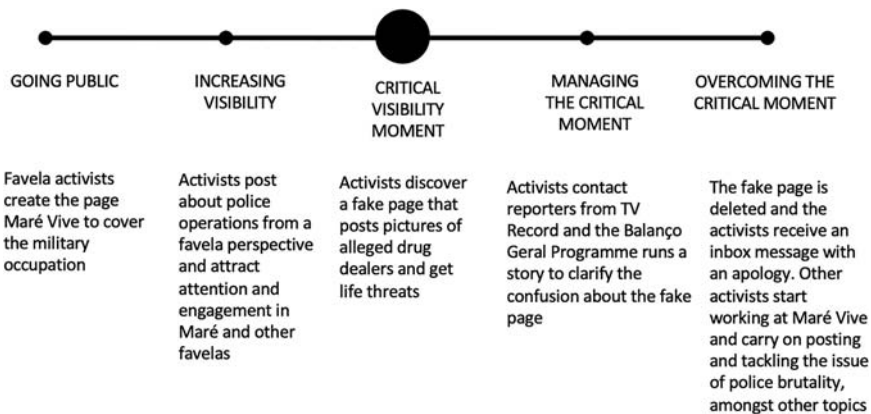 GOING PUBLIC
INCREASING
VISIBILITY
CRITICAL
VISIBILITY
MOMENT
MANAGING
THE CRITICAL
MOMENT
OVERCOMING THE
CRITICAL MOMENT
Favela activists
create the page
Maré Vive to cover
the military
occupation
Activists post
about police
operations from a
favela perspective
and attract
attention and
engagement in
Maré and other
favelas
Activists discover
a fake page that
posts pictures of
alleged drug
dealers and get
life threats
Activists contact
reporters from TV
Record and the Balanço
Geral Programme runs a
story to clarify the
confusion about the fake
page
The fake page is
deleted and the
activists receive an
inbox message with
an apology. Other
activists start
working at Maré Vive
and carry on posting
and tackling the issue
of police brutality,
amongst other topics